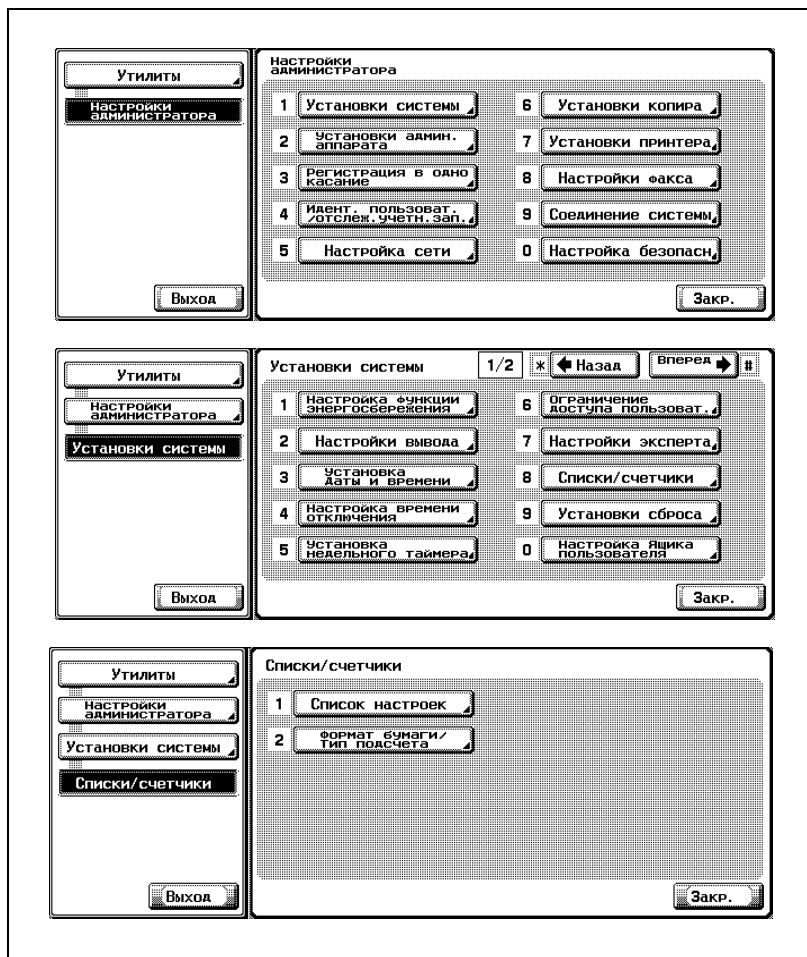 Утилиты
Настройки
администратора
Выход
Настройки
администратора
1 Установки системы
2 Установки админ.
аппарата
3 Регистрация в одно
касание
4 Идент. пользоват.
/отслеж.учетн.зап.
5 Настройка сети
6 Установки копира
7 Установки принтера
8 Настройки факса
9 Соединение системы
0 Настройка безопасн
Закр.
Утилиты
Настройки
администратора
Установки системы
Выход
Установки системы 1/2 * Назад Вперед #
1 Настройка функции
энергосбережения
2 Настройки вывода
3 Установка
даты и времени
4 Настройка времени
отключения
5 Установка
недельного таймера
6 Ограничение
доступа пользоват.
7 Настройки эксперта
8 Списки/счетчики
9 Установки сброса
0 Настройка Ящика
пользователя
Закр.
Утилиты
Настройки
администратора
Установки системы
Списки/счетчики
Выход
Списки/счетчики
1 Список настроек
2 Формат бумаги/
Тип подсчета
Закр.